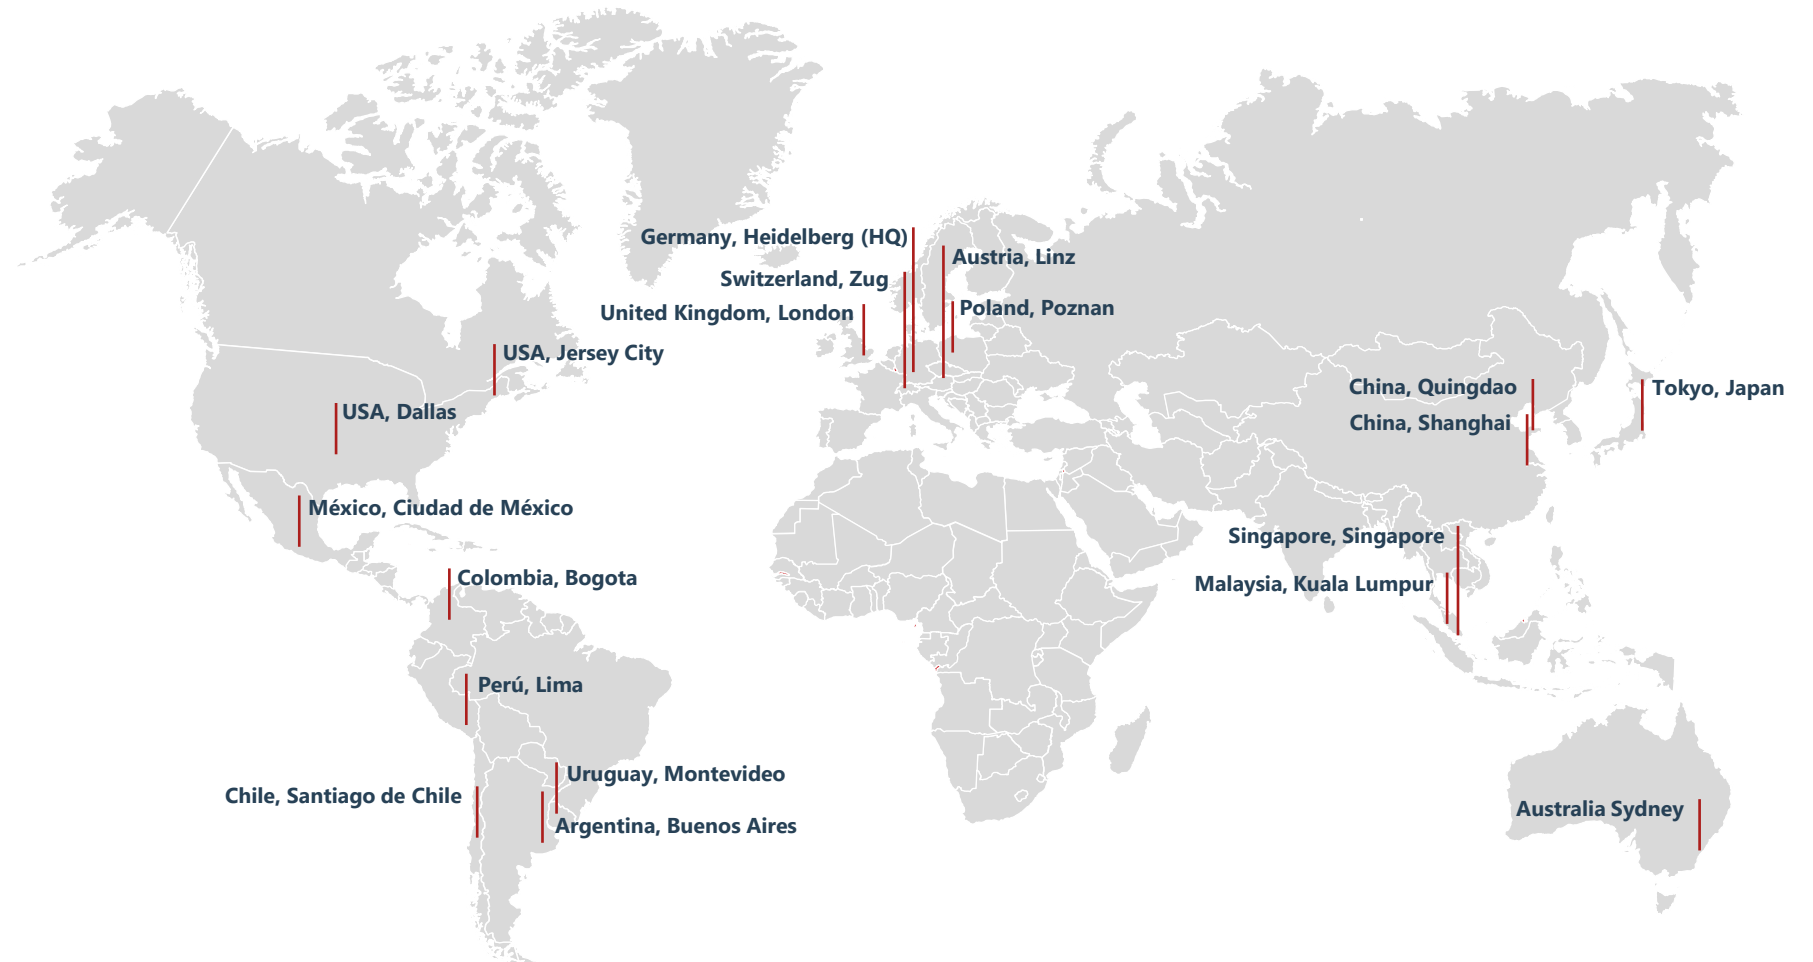 Germany, Heidelberg (HQ)
Austria, Linz
Switzerland, Zug
Poland, Poznan
United Kingdom, London
USA, Jersey City
USA, Dallas
China, Quingdao
Tokyo, Japan
China, Shanghai
México, Ciudad de México
Singapore, Singapore
Colombia, Bogota
Malaysia, Kuala Lumpur
Perú, Lima
Uruguay, Montevideo
Chile, Santiago de Chile
Australia Sydney
Argentina, Buenos Aires